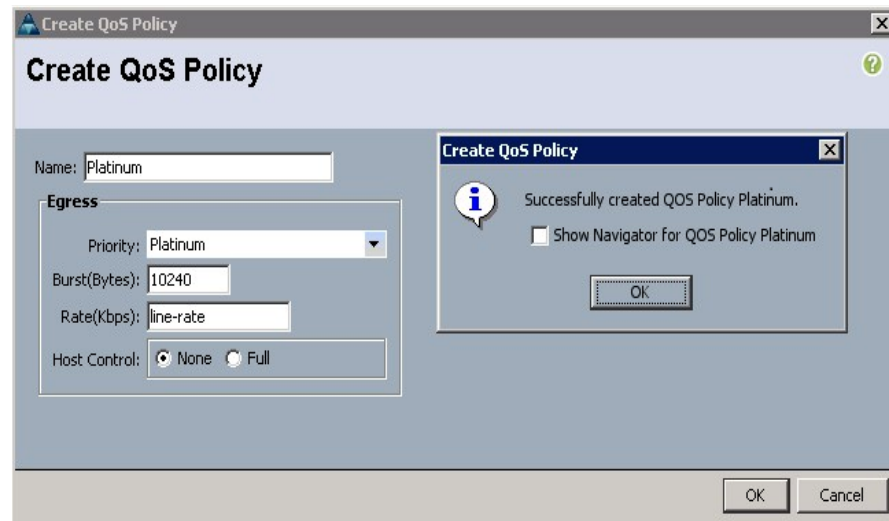 Create QoS Policy
Create QoS Policy
Name: Platinum
Egress
Priority: Platinum
Burst(Bytes): 10240
Rate(Kbps): line-rate
Host Control: None Full
Create QoS Policy
Successfully created QOS Policy Platinum.
Show Navigator for QOS Policy Platinum
OK
OK Cancel